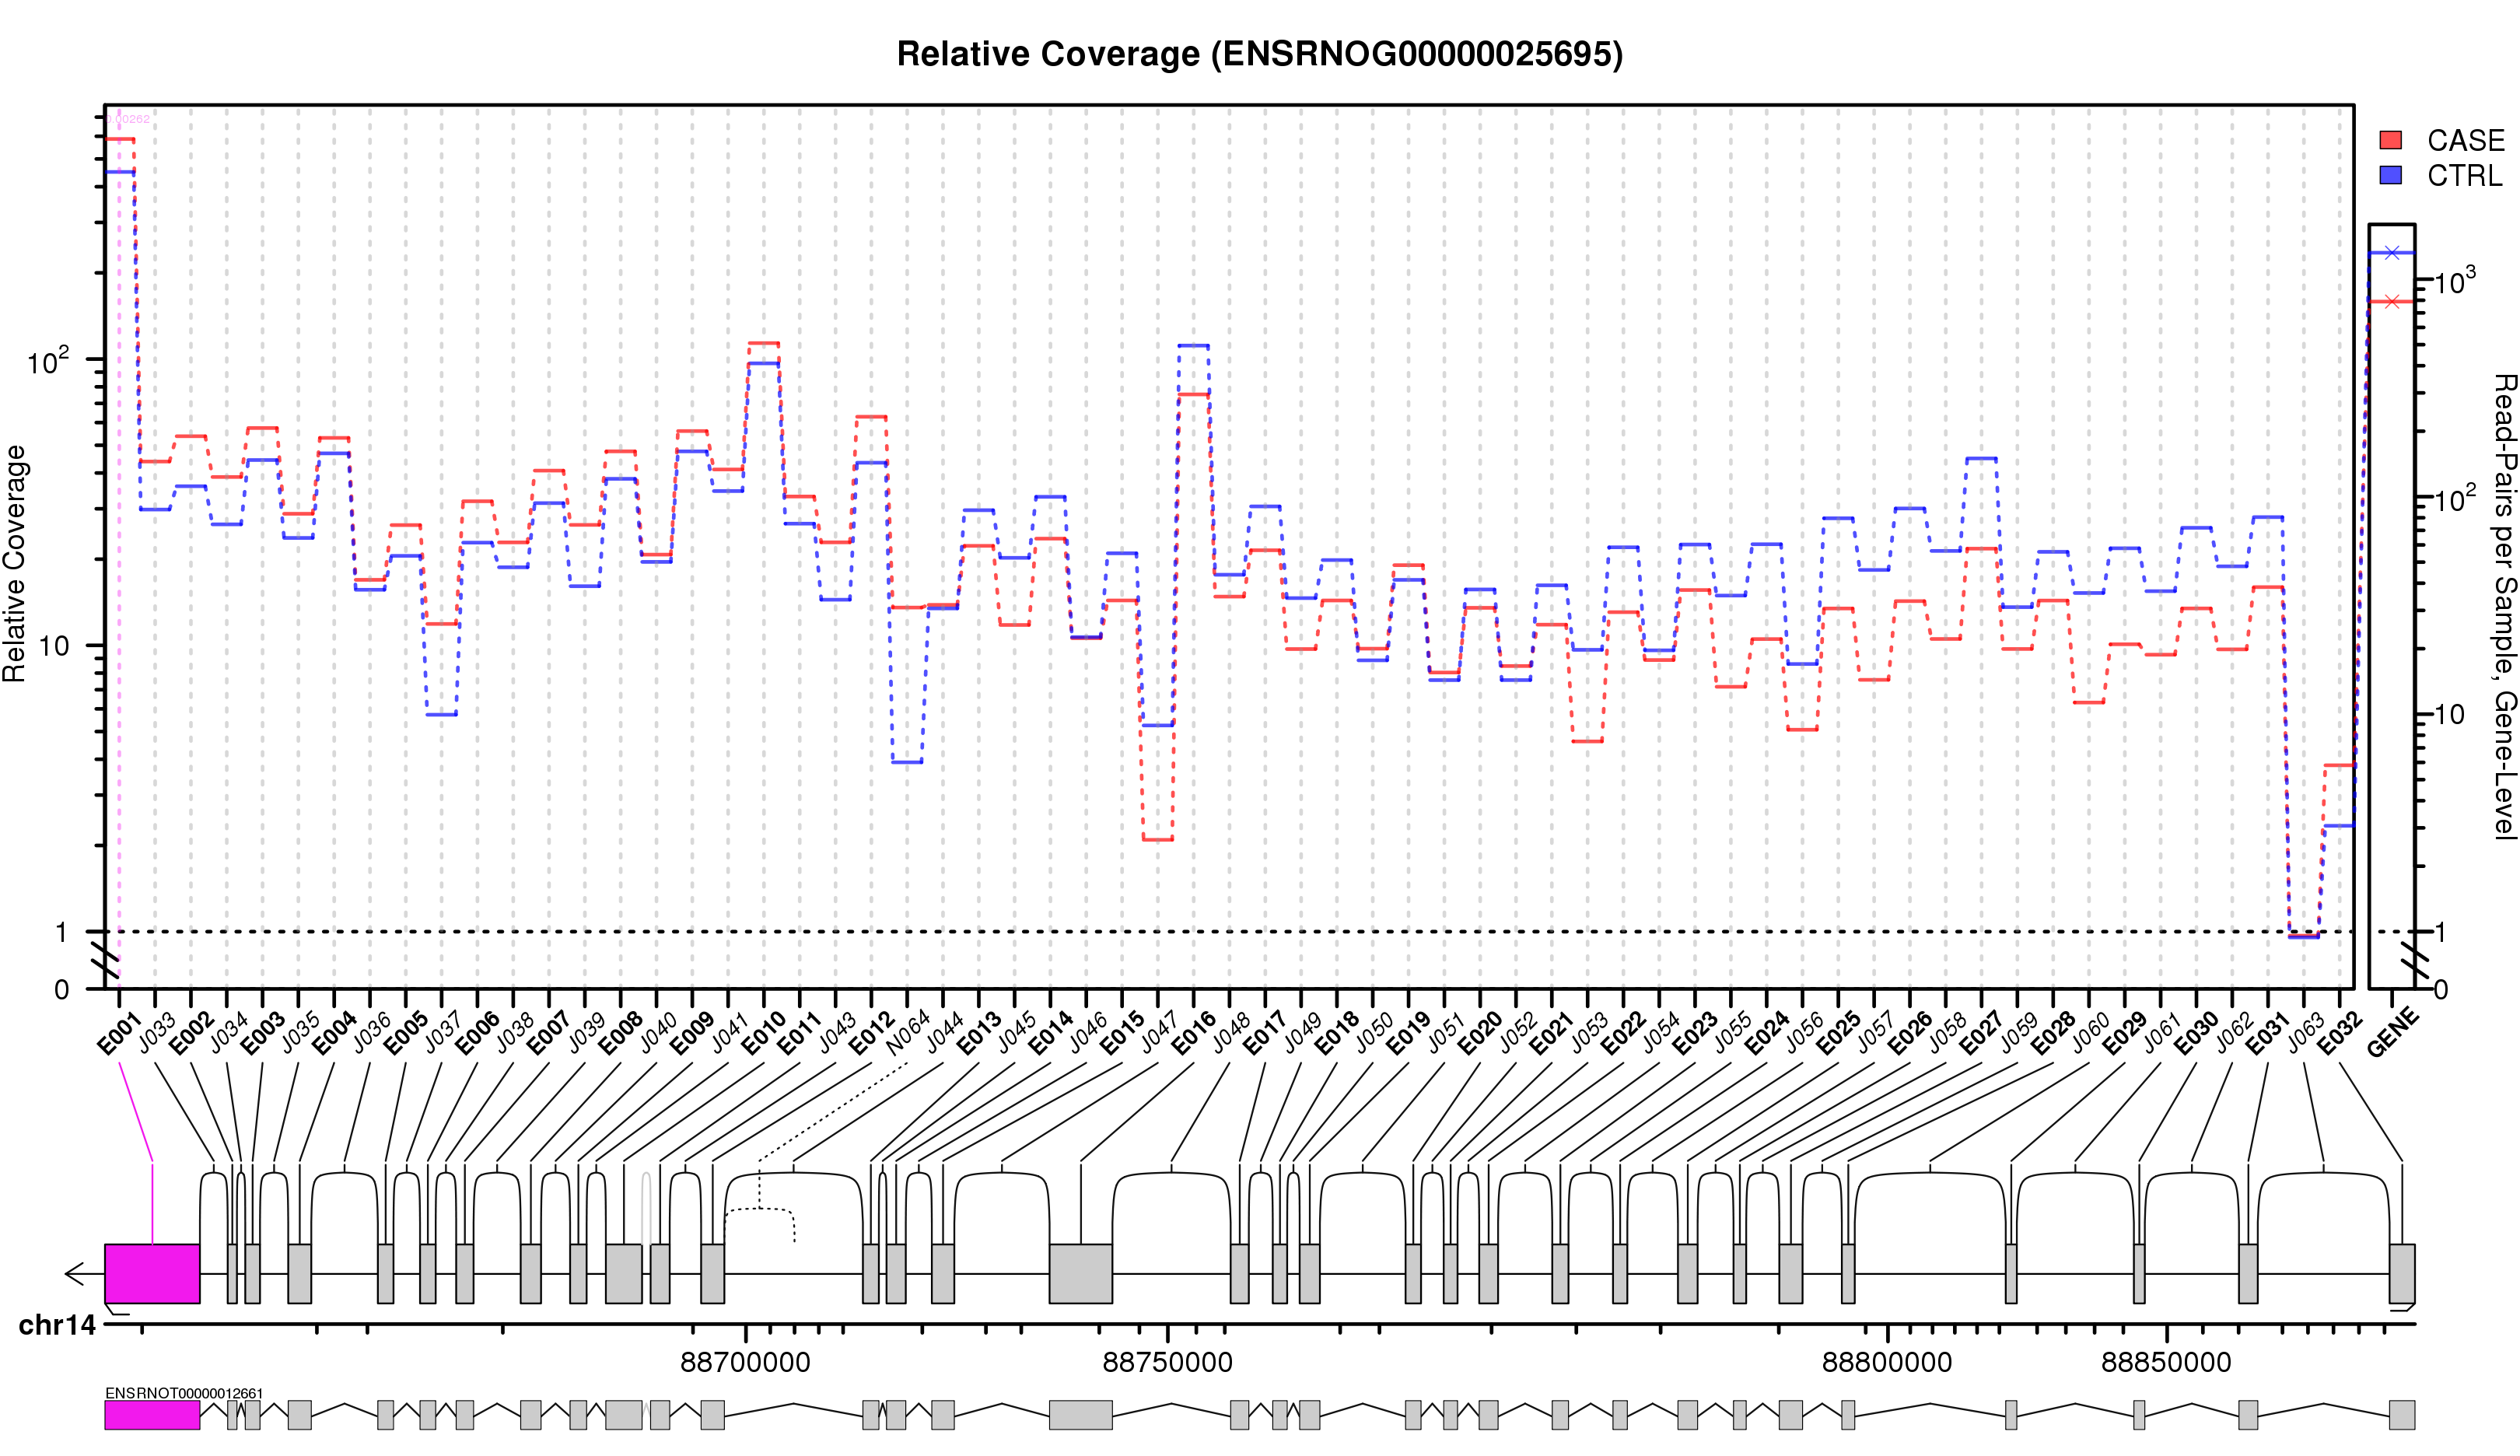 Relative Coverage (ENSRNOG00000025695)
0.00262
CASE
CTRL
Relative Coverage
10²
10
1
0
10³
10²
10
1
0
Read-Pairs per Sample, Gene-Level
E001 J033 E002 J034 E003 J035 E004 J036 E005 J037 E006 J038 E007 J039 E008 J040 E009 J041 E010 E011 J043 E012 N064 J044 E013 J045 E014 J046 E015 J047 E016 J048 E017 J049 E018 J050 E019 J051 E020 J052 E021 J053 E022 J054 E023 J055 E024 J056 E025 J057 E026 J058 E027 J059 E028 J060 E029 J061 E030 J062 E031 J063 E032 GENE
chr14
88700000 88750000 88800000 88850000
ENSRNOT00000012661